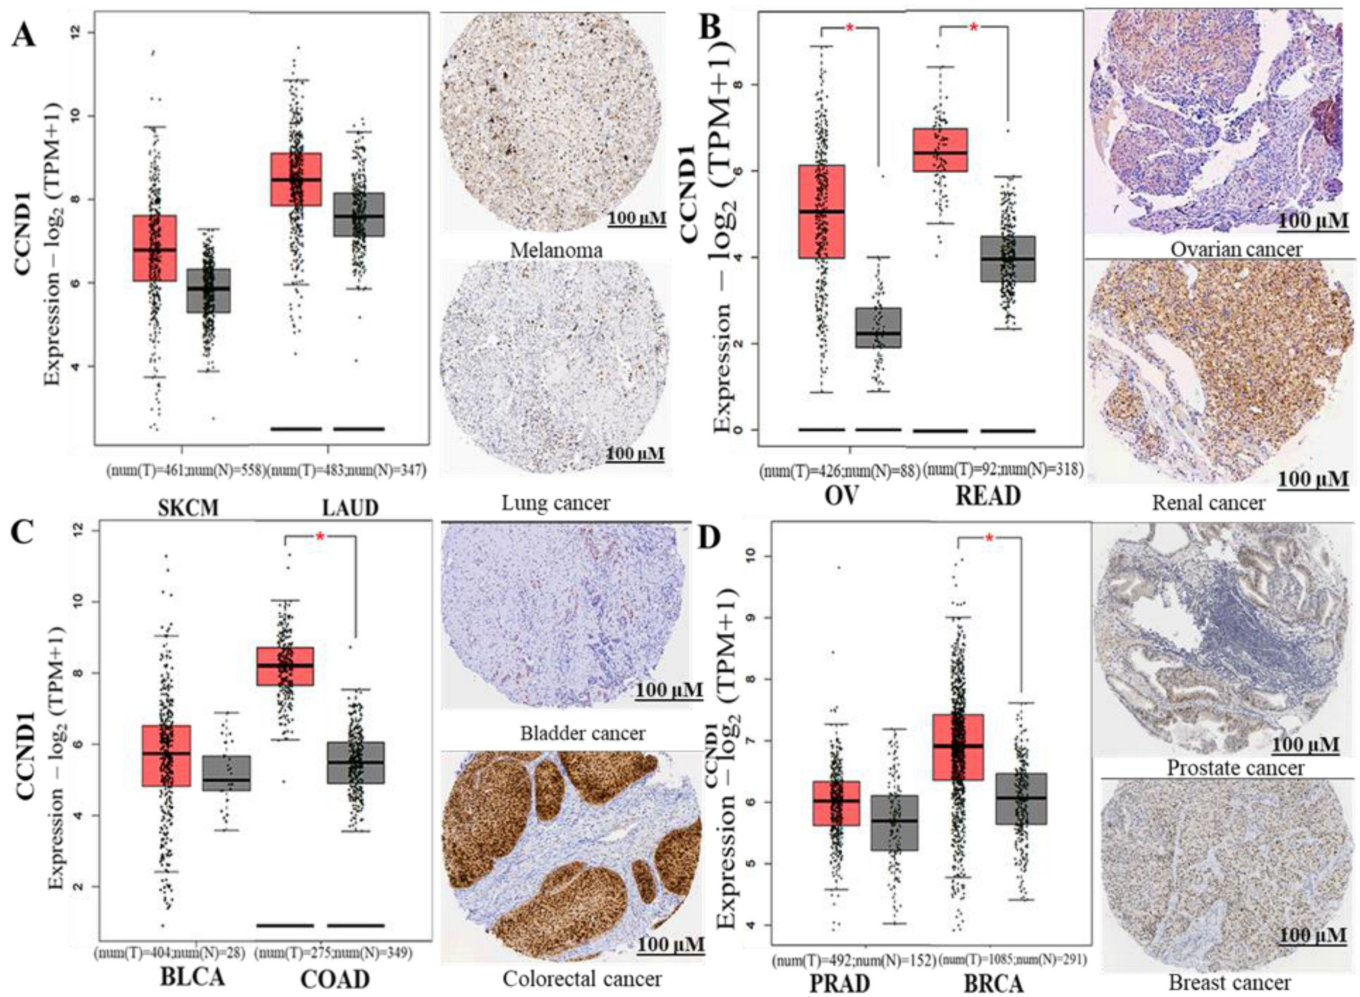 A
CCND1
Expression – log2 (TPM+1)
12
10
8
6
4
(num(T)=461;num(N)=558)
(num(T)=483;num(N)=347)
SKCM
LAUD
100 µM
Melanoma
100 µM
Lung cancer
B
CCND1
Expression – log2 (TPM+1)
8
6
4
2
0
*
*
(num(T)=426;num(N)=88)
(num(T)=92;num(N)=318)
OV
READ
100 µM
Ovarian cancer
100 µM
Renal cancer
C
CCND1
Expression – log2 (TPM+1)
12
10
8
6
4
2
*
(num(T)=404;num(N)=28)
(num(T)=275;num(N)=349)
BLCA
COAD
100 µM
Bladder cancer
100 µM
Colorectal cancer
D
CCND1
Expression – log2 (TPM+1)
10
9
8
7
6
5
4
*
(num(T)=492;num(N)=152)
(num(T)=1085;num(N)=291)
PRAD
BRCA
100 µM
Prostate cancer
100 µM
Breast cancer